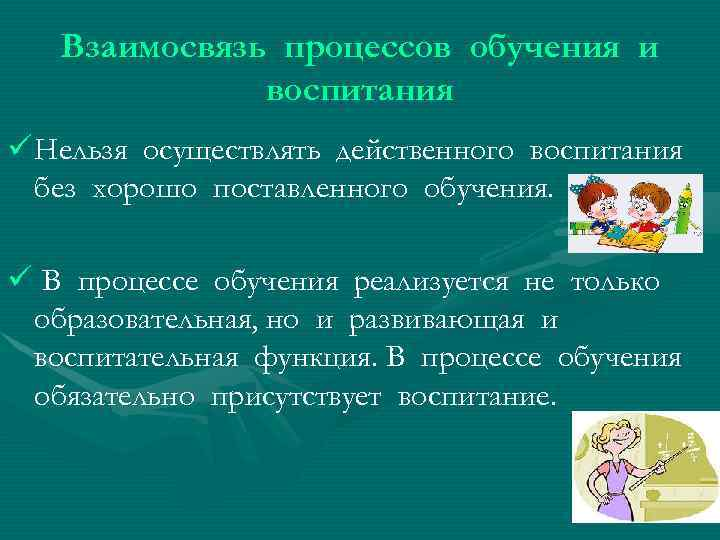 Взаимосвязь процессов обучения и
воспитания
Нельзя осуществлять действенного воспитания
без хорошо поставленного обучения.
В процессе обучения реализуется не только
образовательная, но и развивающая и
воспитательная функция. В процессе обучения
обязательно присутствует воспитание.